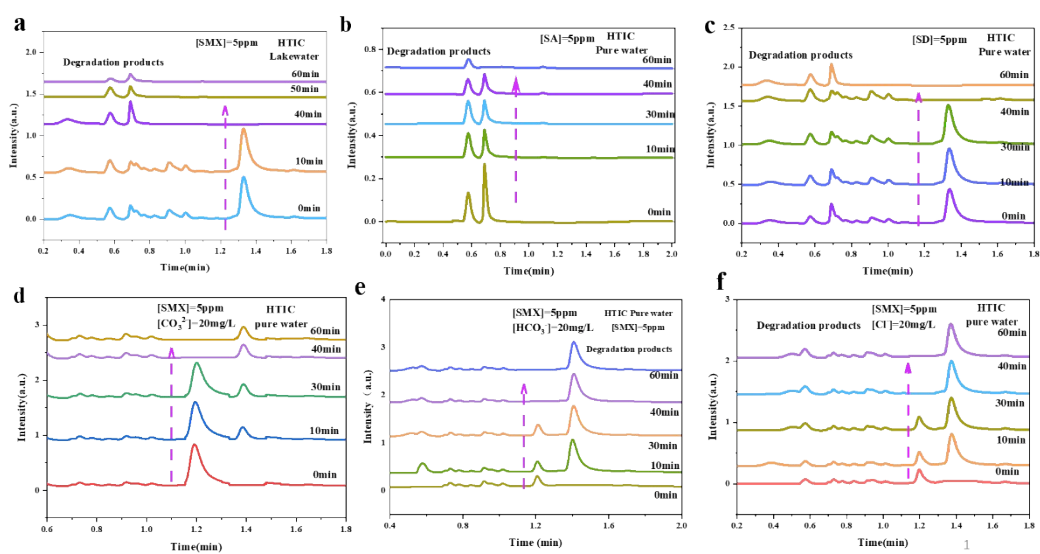 a
[SMX]=5ppm
HTIC
Lakewater
Degradation products
60min
50min
40min
10min
0min
Intensity(a.u.)
2.0
1.5
1.0
0.5
0.0
0.2 0.4 0.6 0.8 1.0 1.2 1.4 1.6 1.8
Time(min)
b
[SA]=5ppm
HTIC
Pure water
Degradation products
60min
40min
30min
10min
0min
Intensity(a.u.)
0.8
0.6
0.4
0.2
0.0
0.0 0.2 0.4 0.6 0.8 1.0 1.2 1.4 1.6 1.8 2.0
Time(min)
c
[SD]=5ppm
HTIC
Pure water
Degradation products
60min
40min
30min
10min
0min
Intensity(a.u.)
2.5
2.0
1.5
1.0
0.5
0.0
0.2 0.4 0.6 0.8 1.0 1.2 1.4 1.6 1.8
Time(min)
d
[SMX]=5ppm
[CO₃²⁻]=20mg/L
HTIC
pure water
60min
40min
30min
10min
0min
Intensity(a.u.)
3
2
1
0
0.6 0.8 1.0 1.2 1.4 1.6 1.8
Time(min)
e
[SMX]=5ppm
[HCO₃⁻]=20mg/L
HTIC Pure water
[SMX]=5ppm
Degradation products
60min
40min
30min
10min
0min
Intensity（a.u.)
4
3
2
1
0
0.4 0.8 1.2 1.6 2.0
Time (min)
f
[SMX]=5ppm
[Cl⁻]=20mg/L
HTIC
pure water
Degradation products
60min
40min
30min
10min
0min
Intensity(a.u.)
3
2
1
0
0.2 0.4 0.6 0.8 1.0 1.2 1.4 1.6 1.8
Time(min)
1